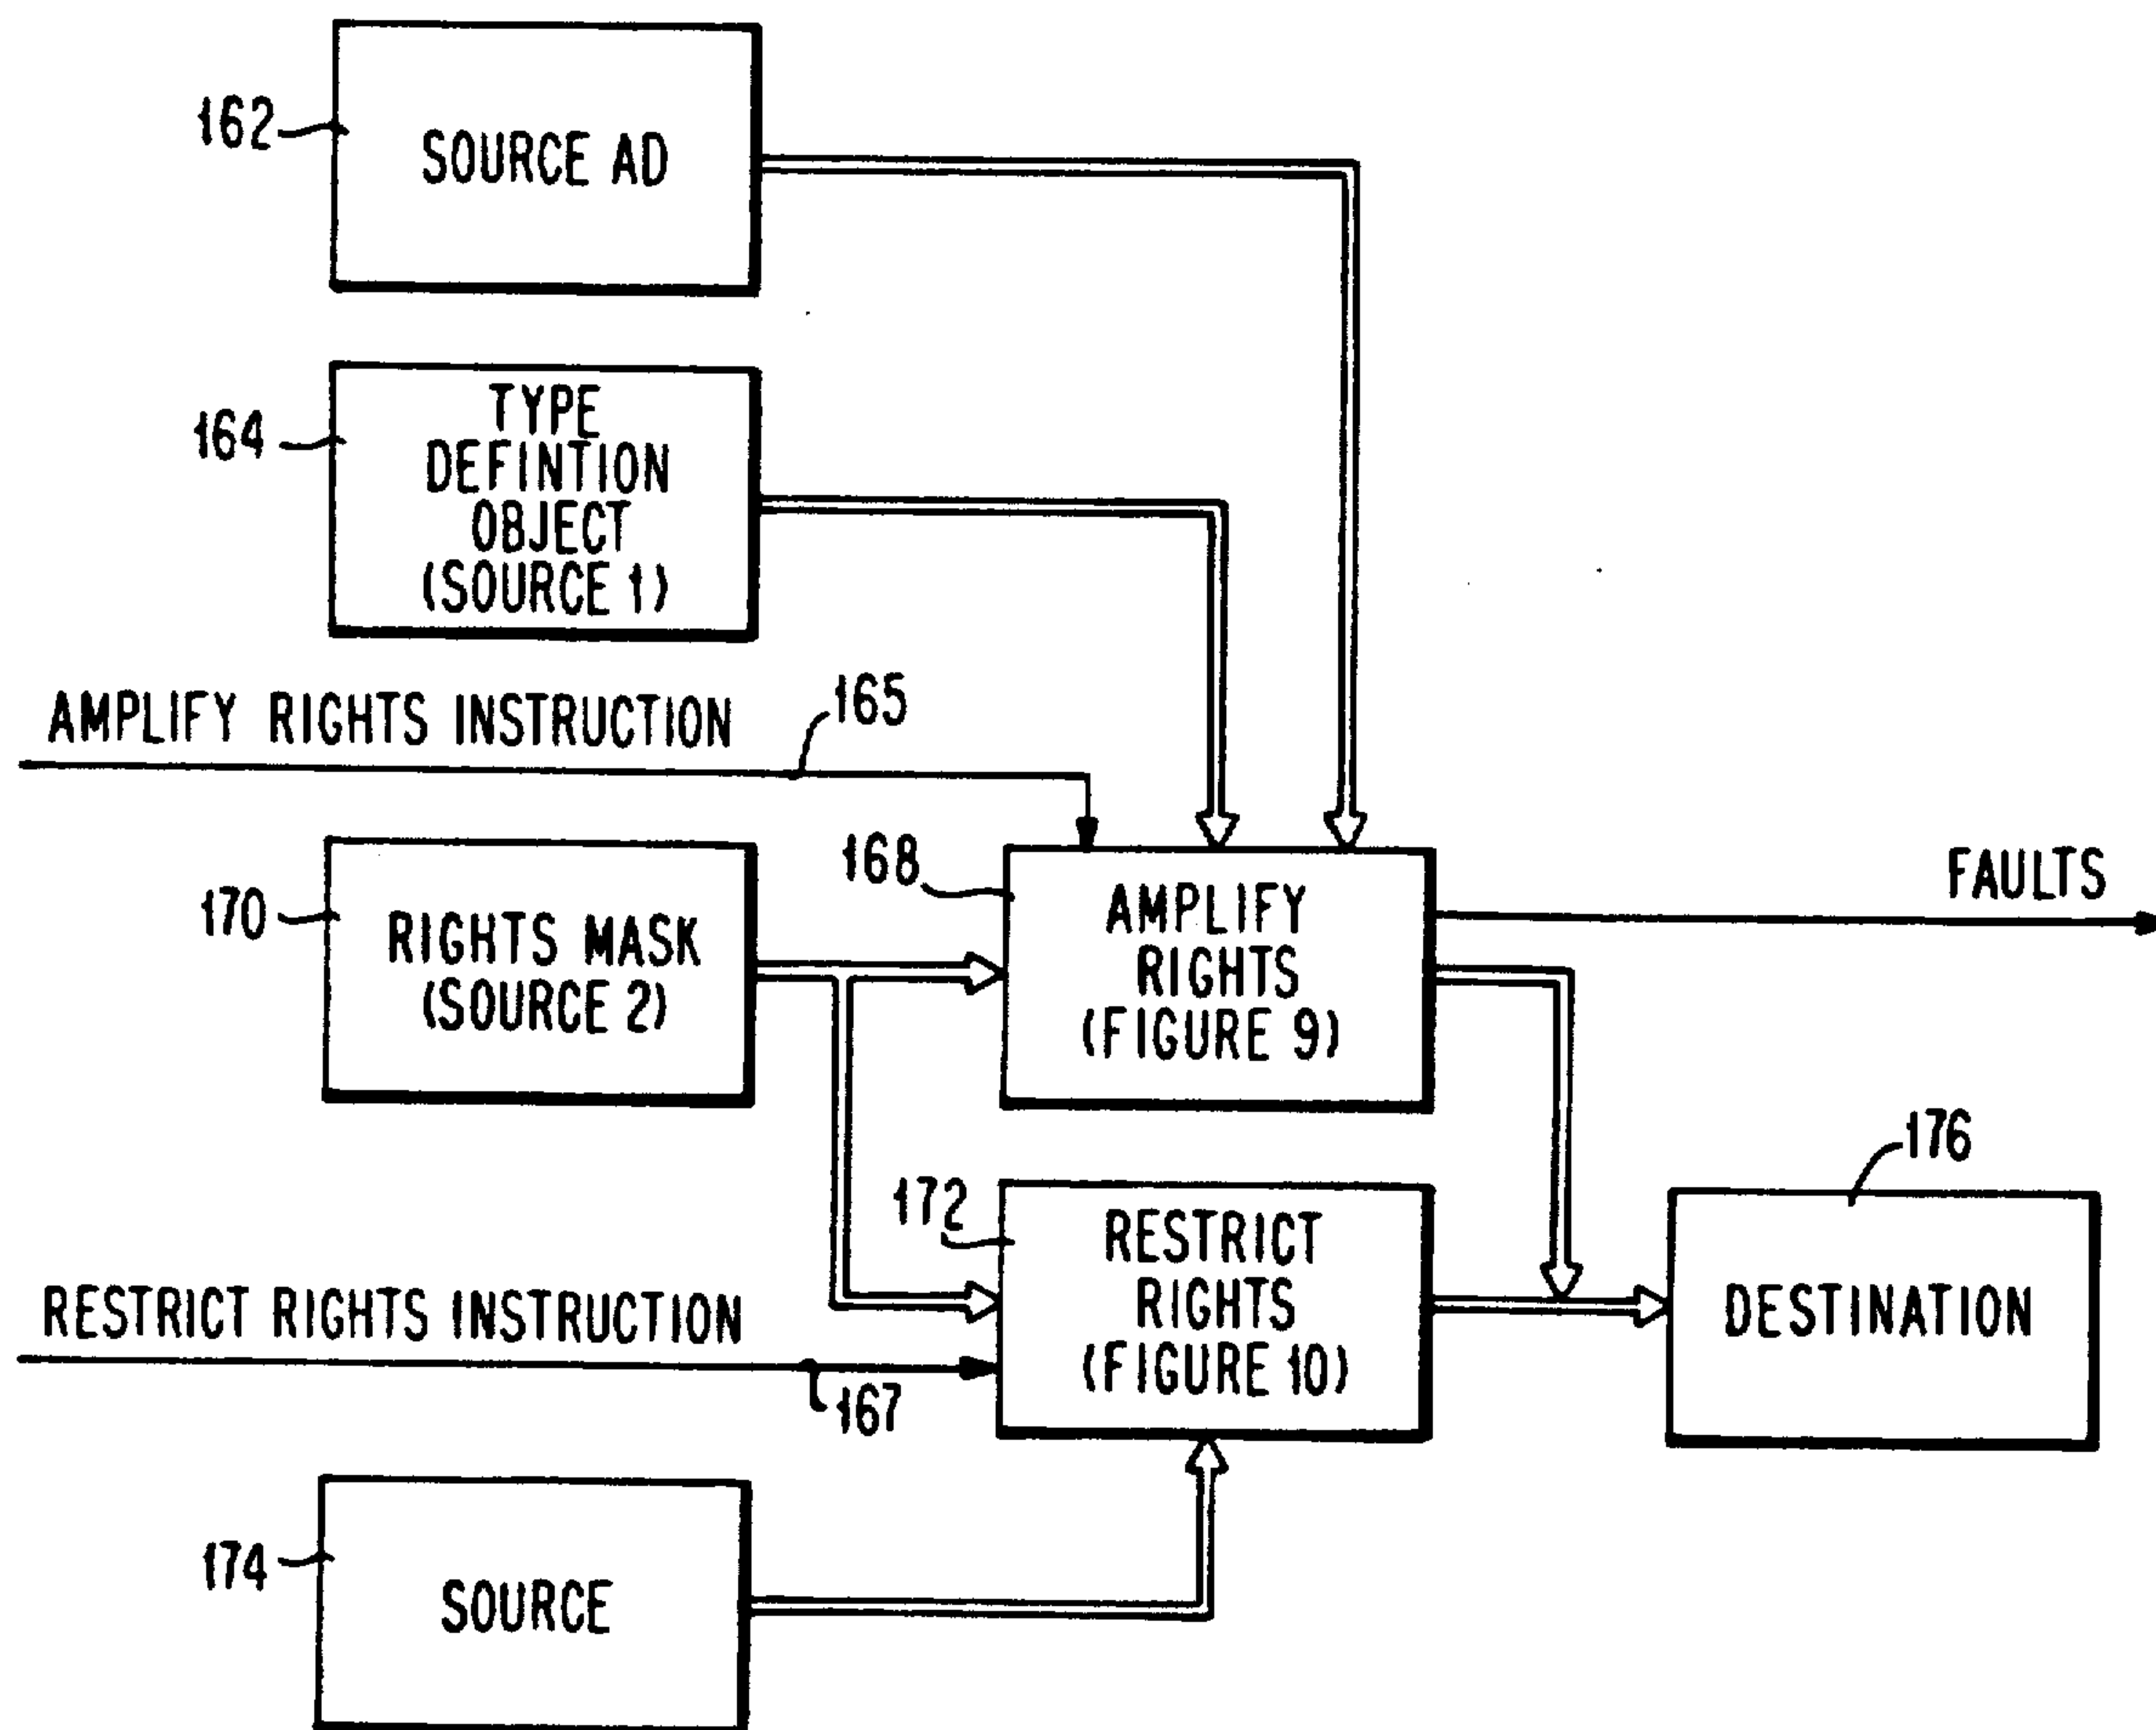 162
SOURCE AD
164
TYPE
DEFINTION
OBJECT
(SOURCE 1)
AMPLIFY RIGHTS INSTRUCTION
165
170
RIGHTS MASK
(SOURCE 2)
168
AMPLIFY
RIGHTS
(FIGURE 9)
FAULTS
172
RESTRICT
RIGHTS
(FIGURE 10)
176
DESTINATION
RESTRICT RIGHTS INSTRUCTION
167
174
SOURCE